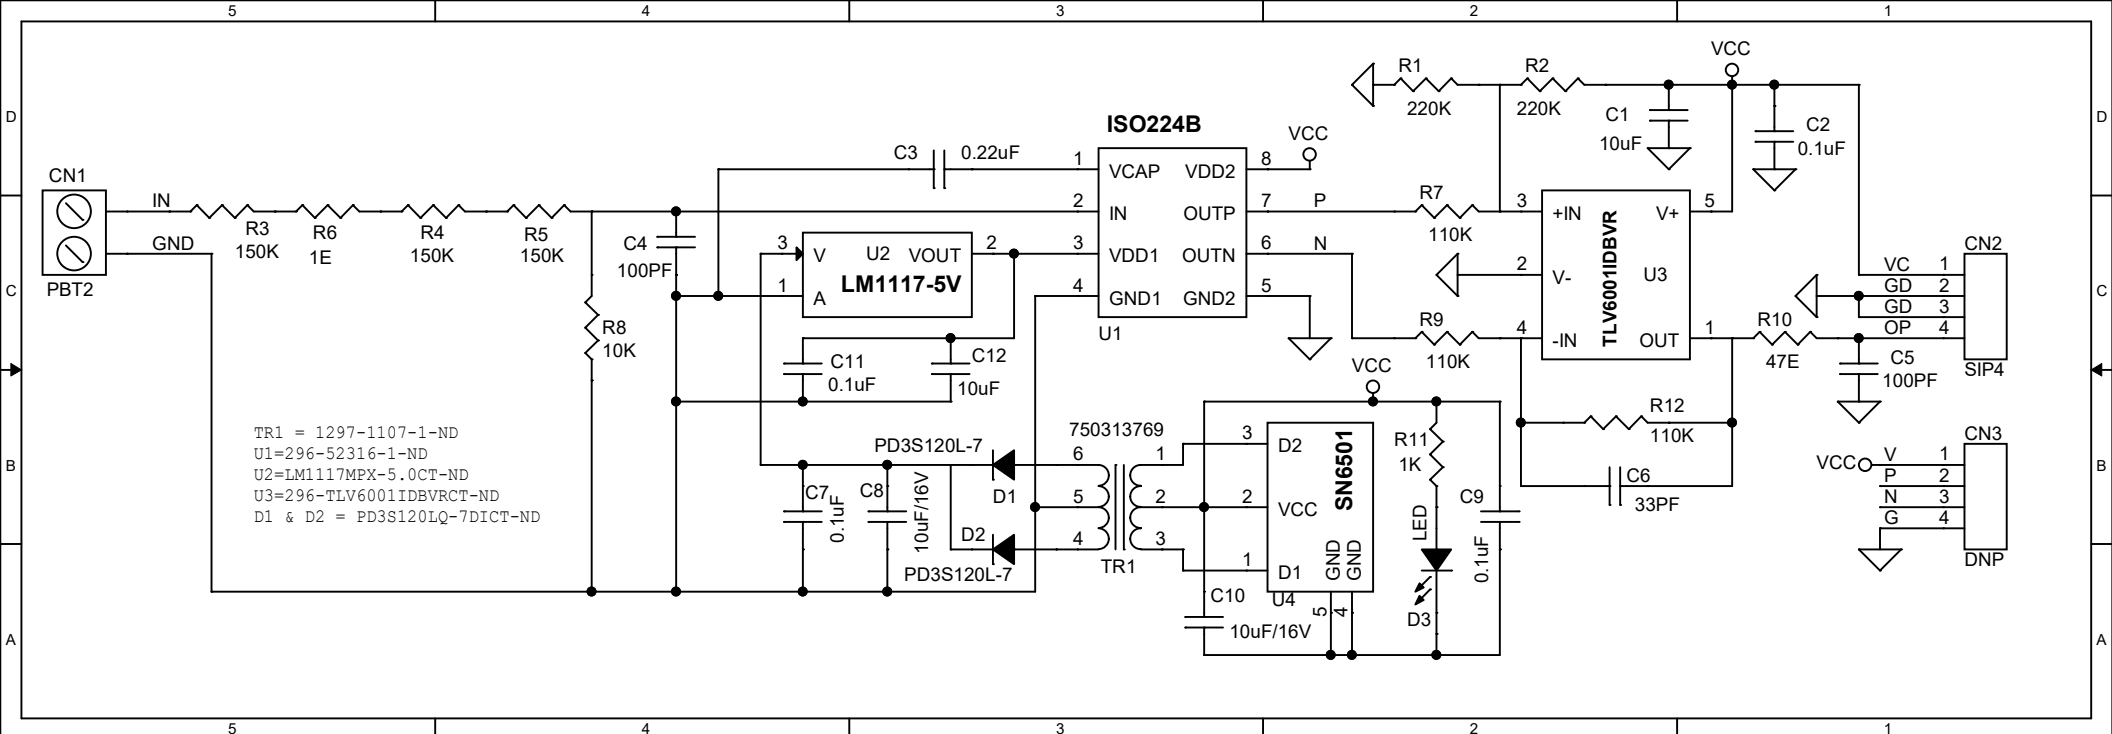 5 4 3 2 1
D
C
B
A
D
C
B
A
5 4 3 2 1
CN1
PBT2
IN
GND
R3
150K
R6
1E
R4
150K
R5
150K
R8
10K
C4
100PF
C3 0.22uF
3 V U2 VOUT 2
LM1117-5V
1 A
C11
0.1uF
C12
10uF
ISO224B
1 VCAP VDD2 8
2 IN OUTP 7
3 VDD1 OUTN 6
4 GND1 GND2 5
U1
VCC
P
N
R1
220K
R2
220K
VCC
C1
10uF
C2
0.1uF
R7
110K
R9
110K
3 +IN V+ 5
2 V- U3
4 -IN OUT 1
TLV6001IDBVR
R10
47E
C5
100PF
R12
110K
C6
33PF
CN2
VC 1
GD 2
GD 3
OP 4
SIP4
CN3
VCC V 1
P 2
N 3
G 4
DNP
TR1 = 1297-1107-1-ND
U1=296-52316-1-ND
U2=LM1117MPX-5.0CT-ND
U3=296-TLV6001IDBVRCT-ND
D1 & D2 = PD3S120LQ-7DICT-ND
C7
0.1uF
C8
10uF/16V
PD3S120L-7
D1
D2
PD3S120L-7
750313769
6 1
5 2
4 3
TR1
3 D2
2 VCC
1 D1
SN6501
GND
GND
5
4
U4
C10
10uF/16V
VCC
R11
1K
LED
D3
C9
0.1uF